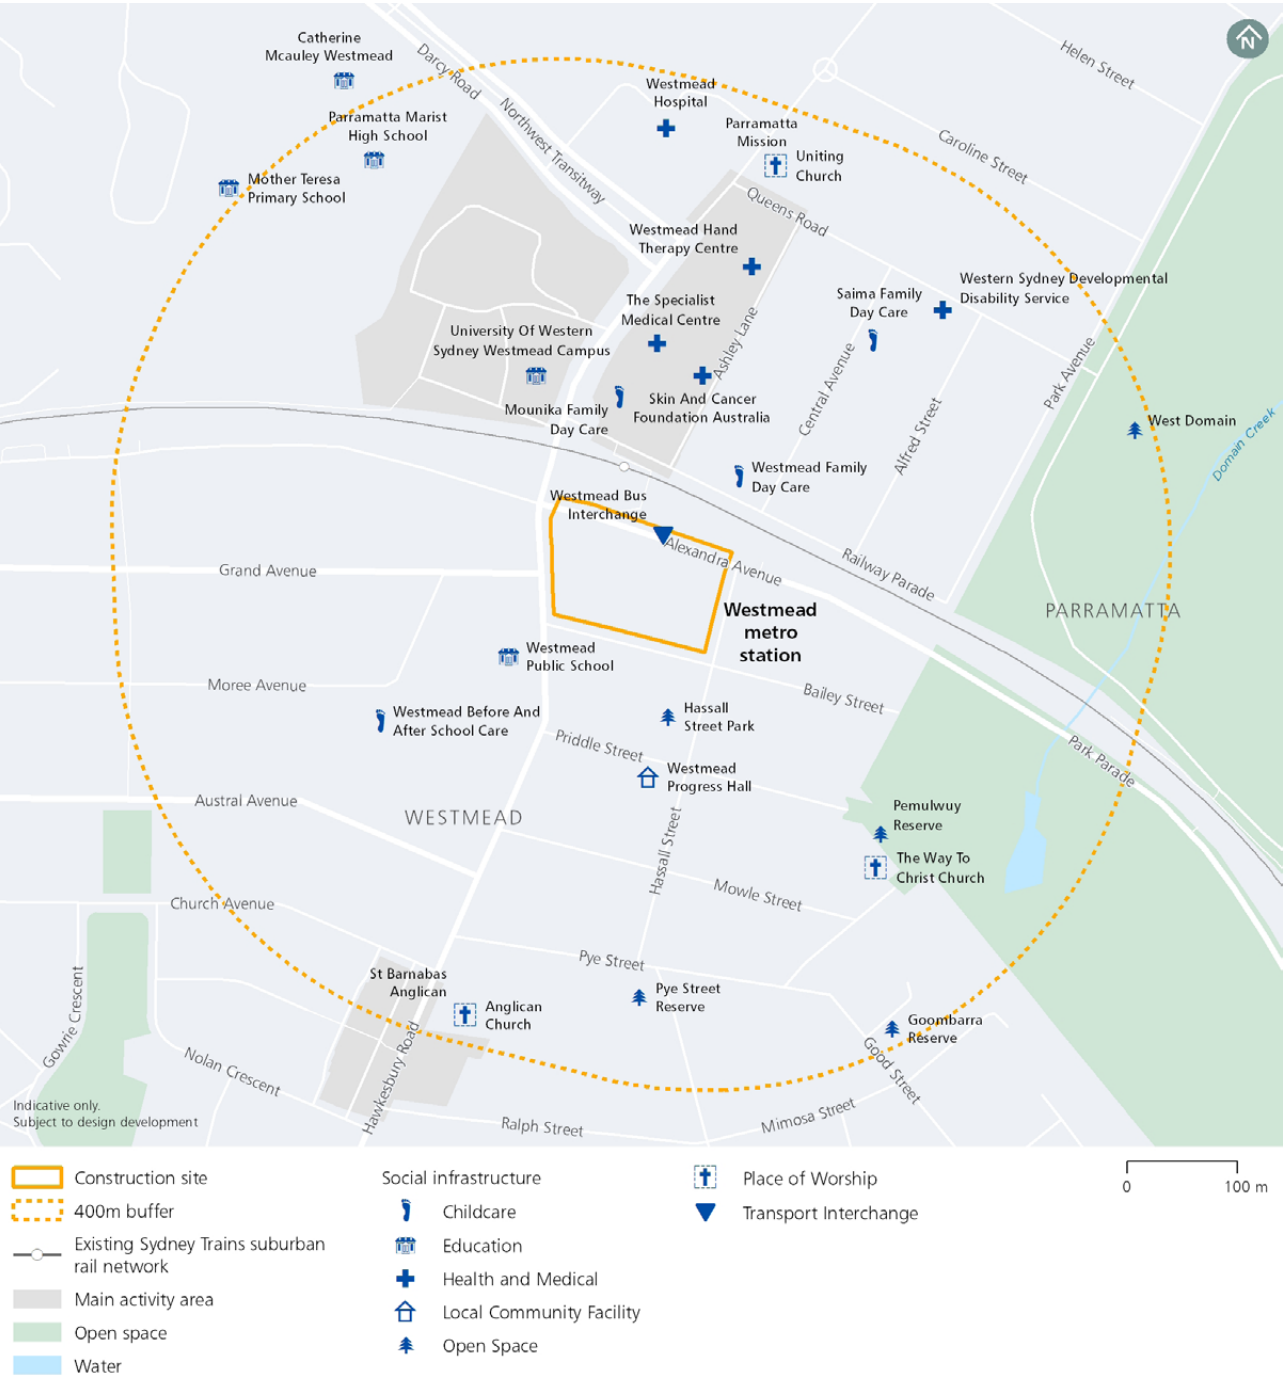 Catherine
Mcauley Westmead
Darcy Road
Northwest Transitway
Parramatta Marist
High School
Mother Teresa
Primary School
Westmead
Hospital
Parramatta
Mission
Uniting
Church
Helen Street
Caroline Street
N
Queens Road
Westmead Hand
Therapy Centre
The Specialist
Medical Centre
Saima Family
Day Care
Western Sydney Developmental
Disability Service
University Of Western
Sydney Westmead Campus
Ashley Lane
Mounika Family
Day Care
Skin And Cancer
Foundation Australia
Central Avenue
Alfred Street
Park Avenue
West Domain
Domain Creek
Westmead Family
Day Care
Westmead Bus
Interchange
Alexandra Avenue
Railway Parade
Grand Avenue
Westmead
metro
station
PARRAMATTA
Westmead
Public School
Moree Avenue
Bailey Street
Westmead Before And
After School Care
Hassall
Street Park
Priddle Street
Park Parade
Westmead
Progress Hall
Austral Avenue
WESTMEAD
Hassall Street
Pemulwuy
Reserve
The Way To
Christ Church
Mowle Street
Church Avenue
Pye Street
St Barnabas
Anglican
Anglican
Church
Pye Street
Reserve
Goombarra
Reserve
Gowrie Crescent
Nolan Crescent
Hawkesbury Road
Good Street
Mimosa Street
Ralph Street
Indicative only.
Subject to design development
Construction site
400m buffer
Existing Sydney Trains suburban
rail network
Main activity area
Open space
Water
Social infrastructure
Childcare
Education
Health and Medical
Local Community Facility
Open Space
Place of Worship
Transport Interchange
0 100 m